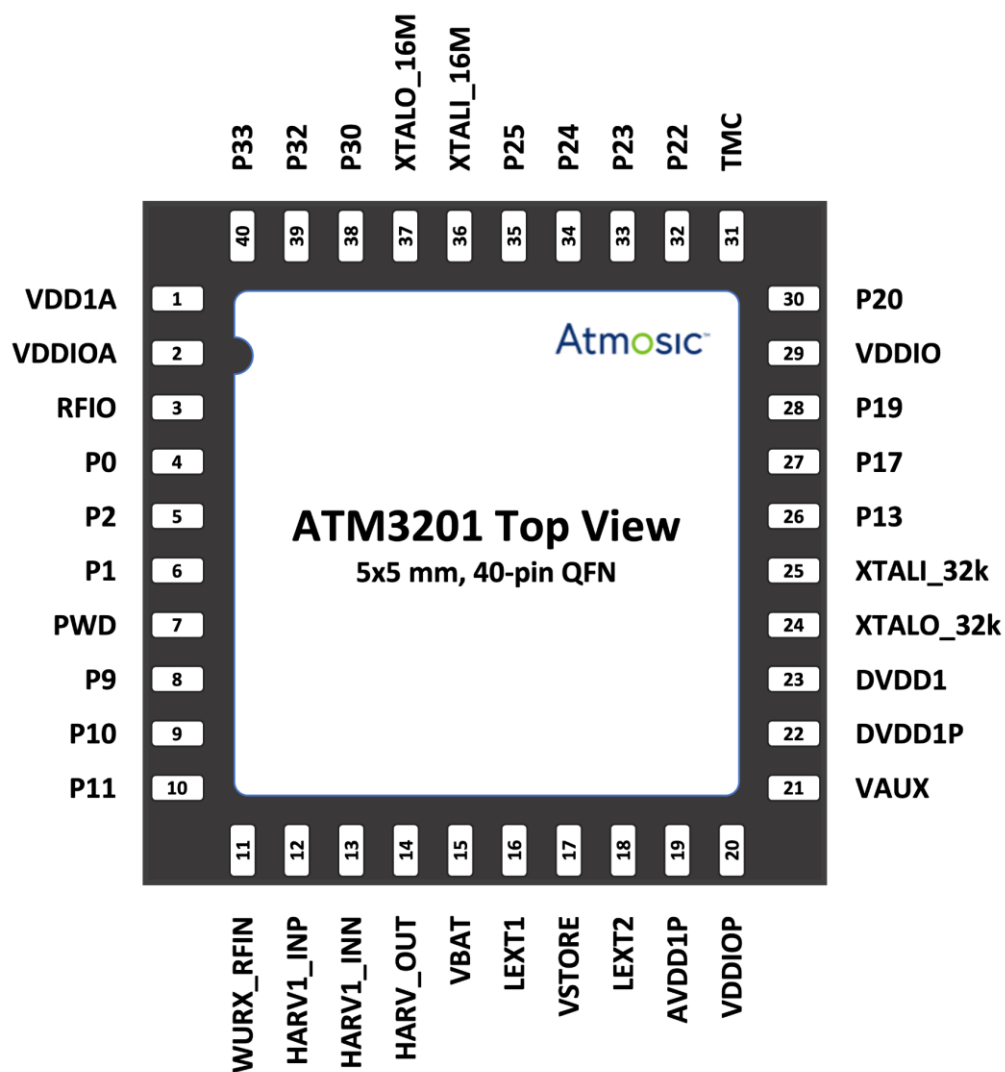 XTALO_16M
XTALI_16M
P33
P32
P30
P25
P24
P23
P22
TMC
40
39
38
37
36
35
34
33
32
31
VDD1A 1
30 P20
VDDIOA 2
Atmosic™
29 VDDIO
RFIO 3
28 P19
P0 4
27 P17
P2 5
ATM3201 Top View
26 P13
P1 6
5x5 mm, 40-pin QFN
25 XTALI_32k
PWD 7
24 XTALO_32k
P9 8
23 DVDD1
P10 9
22 DVDD1P
P11 10
21 VAUX
11
12
13
14
15
16
17
18
19
20
WURX_RFIN
HARV1_INP
HARV1_INN
HARV_OUT
VBAT
LEXT1
VSTORE
LEXT2
AVDD1P
VDDIOP